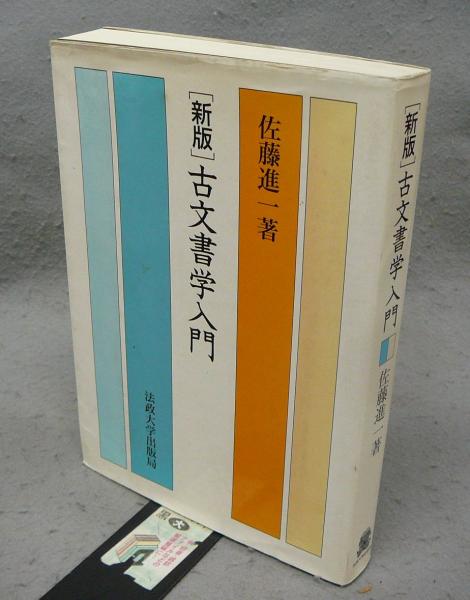 [新版]古文書学入門
佐藤進一著
法政大学出版局
[新版]古文書学入門
佐藤進一著
大